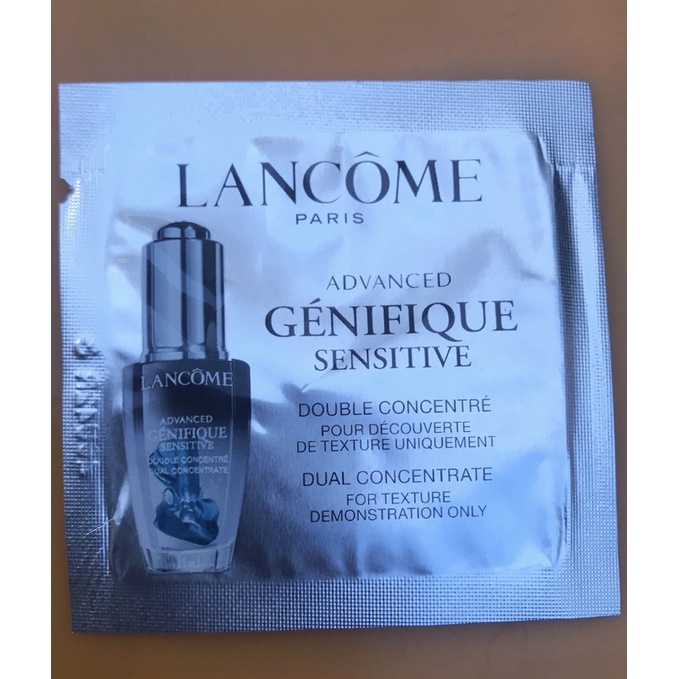 LANCÔME
PARIS
ADVANCED
GÉNIFIQUE
SENSITIVE
DOUBLE CONCENTRÉ
POUR DÉCOUVERTE
DE TEXTURE UNIQUEMENT
DUAL CONCENTRATE
FOR TEXTURE
DEMONSTRATION ONLY
LANCÔME
ADVANCED
GÉNIFIQUE
SENSITIVE
DOUBLE CONCENTRÉ
DUAL CONCENTRATE